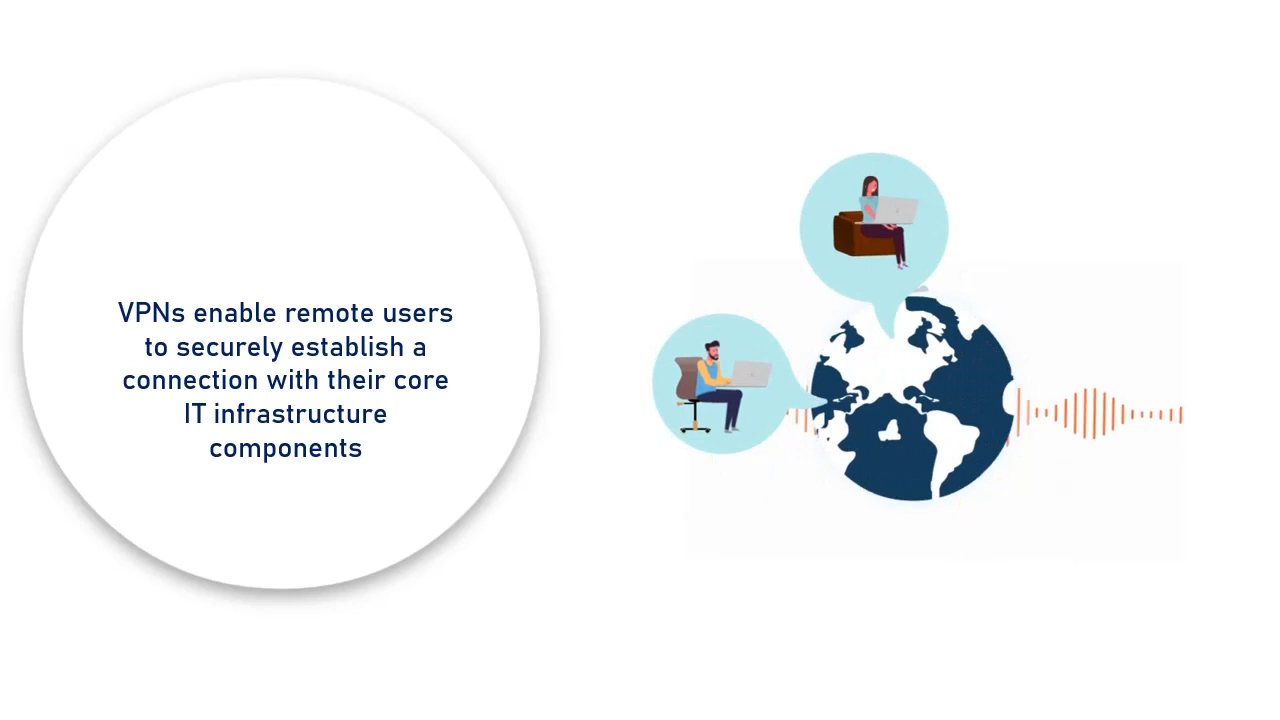 VPNs enable remote users
to securely establish a
connection with their core
IT infrastructure
components